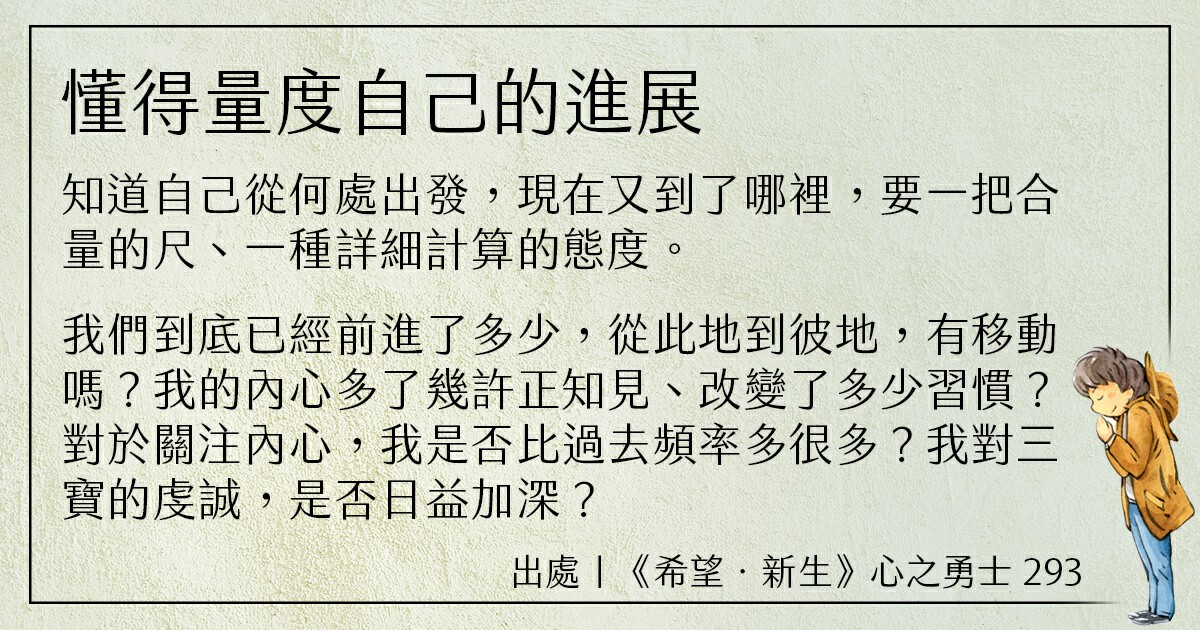 懂得量度自己的進展
知道自己從何處出發，現在又到了哪裡，要一把合
量的尺、一種詳細計算的態度。
我們到底已經前進了多少，從此地到彼地，有移動
嗎？我的內心多了幾許正知見、改變了多少習慣？
對於關注內心，我是否比過去頻率多很多？我對三
寶的虔誠，是否日益加深？
出處丨《希望．新生》心之勇士 293